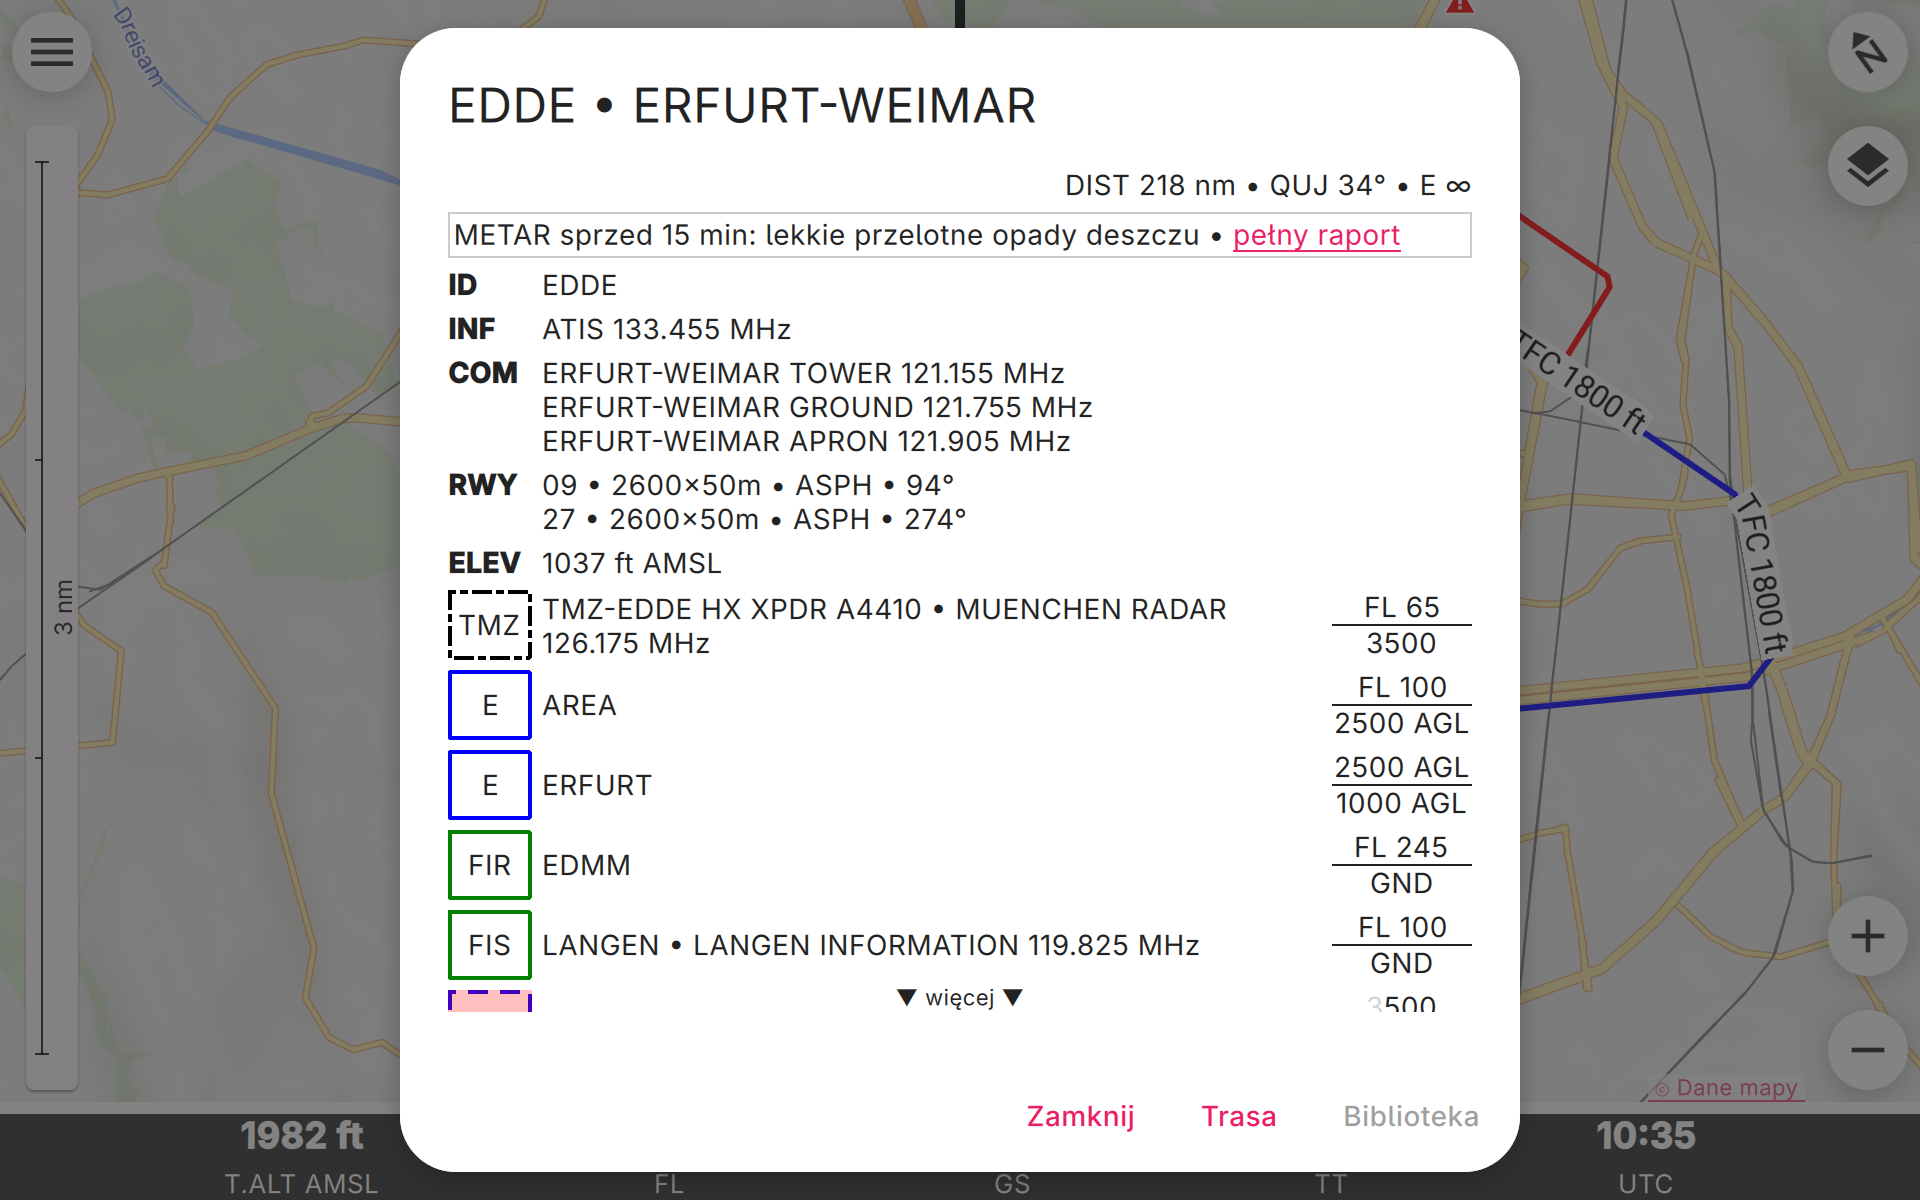 Dreisam
EDDE • ERFURT-WEIMAR
DIST 218 nm • QUJ 34° • E ∞
METAR sprzed 15 min: lekkie przelotne opady deszczu • pełny raport
ID EDDE
INF ATIS 133.455 MHz
COM ERFURT-WEIMAR TOWER 121.155 MHz
ERFURT-WEIMAR GROUND 121.755 MHz
ERFURT-WEIMAR APRON 121.905 MHz
RWY 09 • 2600×50m • ASPH • 94°
27 • 2600×50m • ASPH • 274°
ELEV 1037 ft AMSL
TMZ TMZ-EDDE HX XPDR A4410 • MUENCHEN RADAR
126.175 MHz
FL 65
3500
E AREA
FL 100
2500 AGL
E ERFURT
2500 AGL
1000 AGL
FIR EDMM
FL 245
GND
FIS LANGEN • LANGEN INFORMATION 119.825 MHz
FL 100
GND
▼ więcej ▼
3500
Zamknij Trasa Biblioteka
3 nm
N
TFC 1800 ft
TFC 1800 ft
© Dane mapy
1982 ft
T.ALT AMSL
FL
GS
TT
10:35
UTC